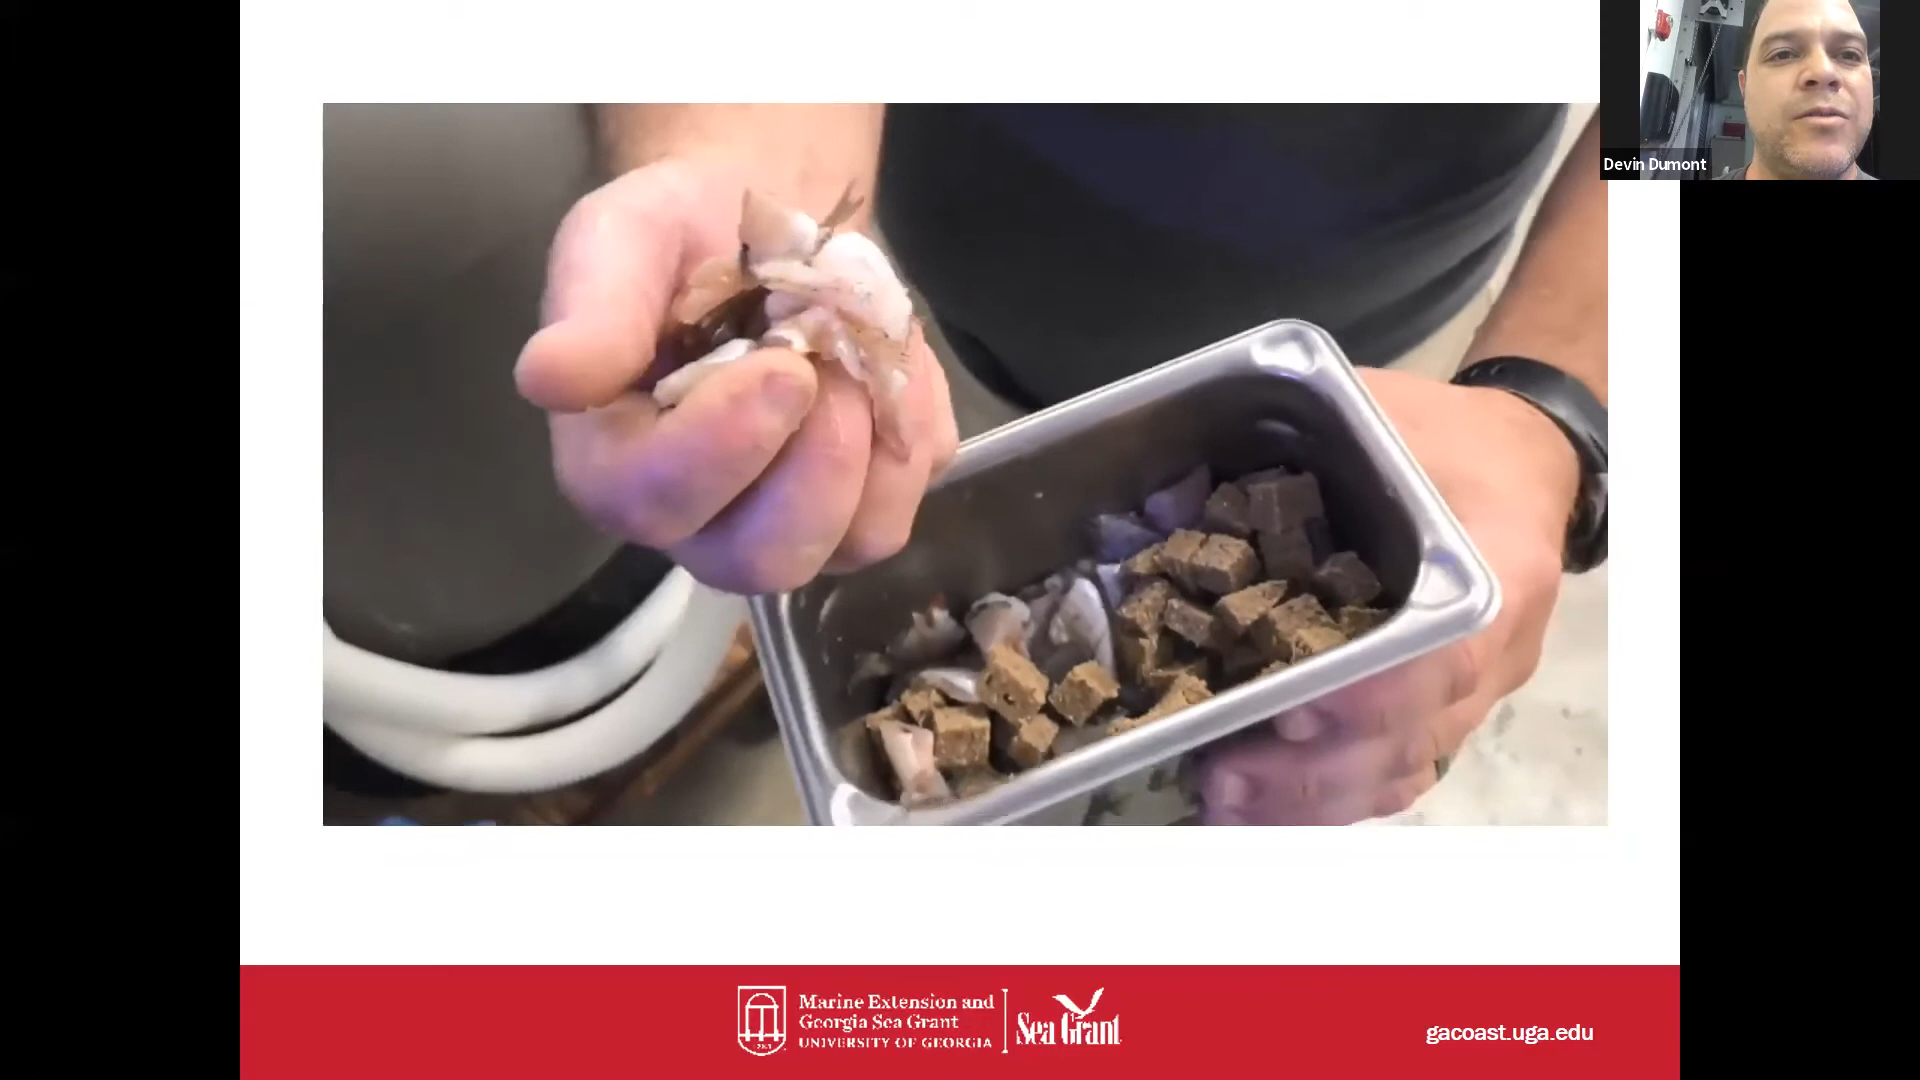 Devin Dumont
Marine Extension and
Georgia Sea Grant
UNIVERSITY OF GEORGIA
Sea Grant
gacoast.uga.edu